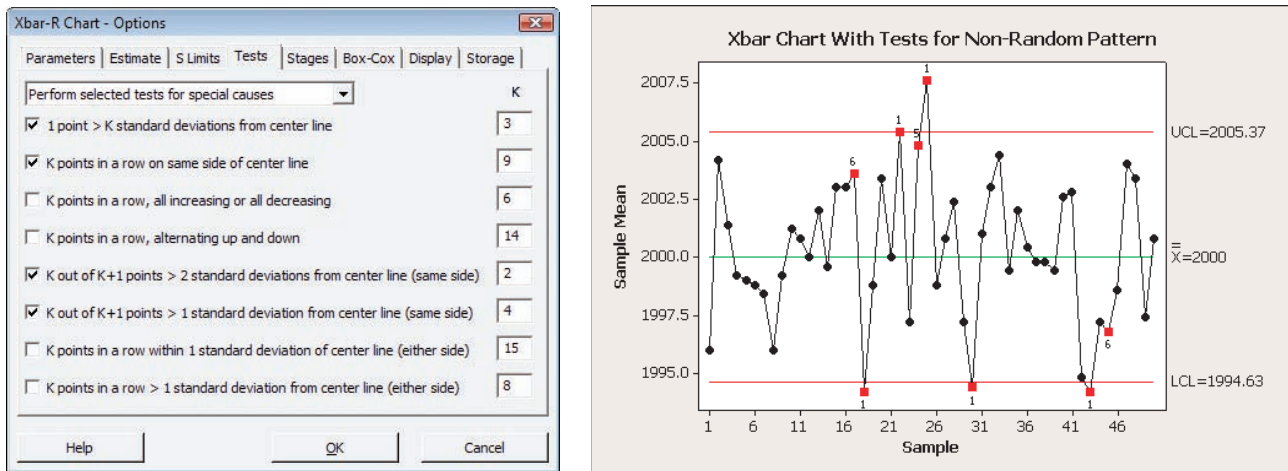 Xbar-R Chart - Options
Parameters Estimate S Limits Tests Stages Box-Cox Display Storage
Perform selected tests for special causes K
1 point > K standard deviations from center line 3
K points in a row on same side of center line 9
K points in a row, all increasing or all decreasing 6
K points in a row, alternating up and down 14
K out of K+1 points > 2 standard deviations from center line (same side) 2
K out of K+1 points > 1 standard deviation from center line (same side) 4
K points in a row within 1 standard deviation of center line (either side) 15
K points in a row > 1 standard deviation from center line (either side) 8
Help OK Cancel
Xbar Chart With Tests for Non-Random Pattern
Sample Mean
2007.5
2005.0
2002.5
2000.0
1997.5
1995.0
1
1
5
6
6
1
1
1
UCL=2005.37
X̿=2000
LCL=1994.63
1 6 11 16 21 26 31 36 41 46
Sample